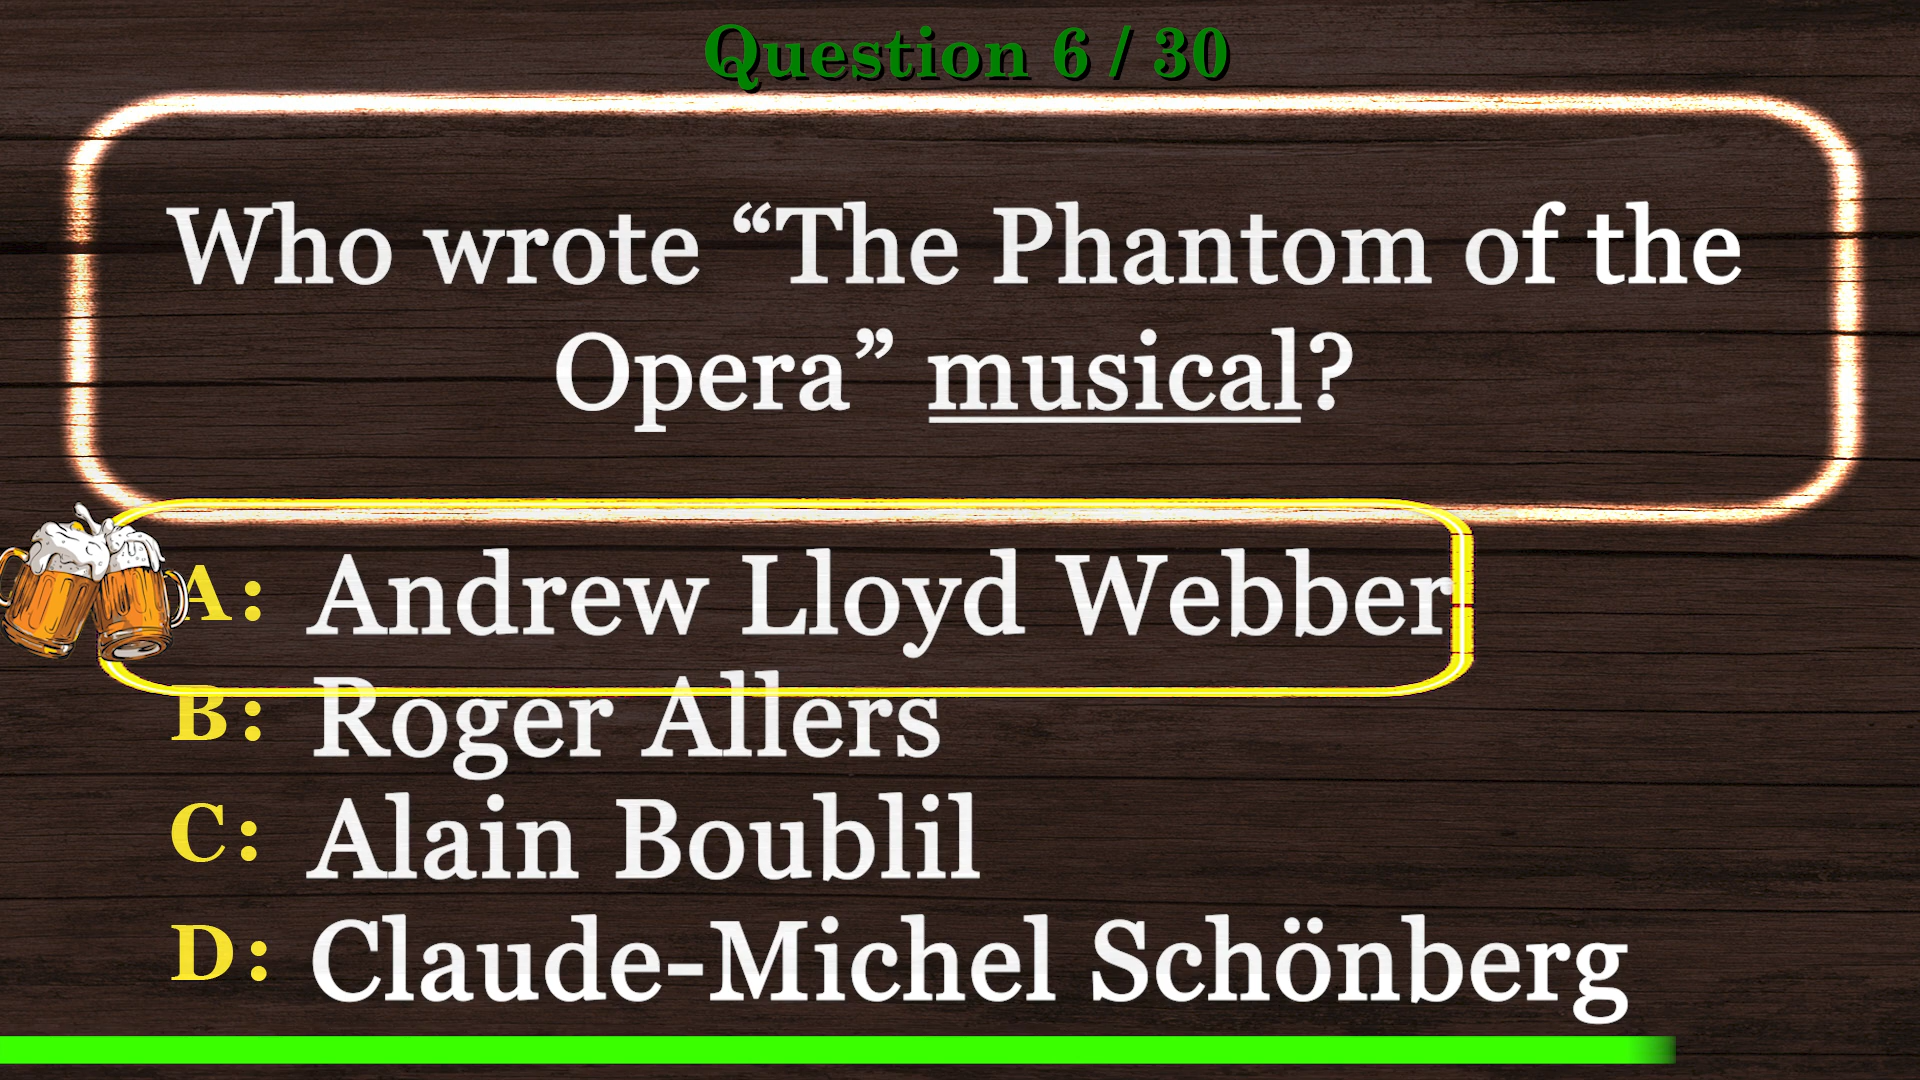 Question 6 / 30
Who wrote “The Phantom of the
Opera” musical?
A: Andrew Lloyd Webber
B: Roger Allers
C: Alain Boublil
D: Claude-Michel Schönberg